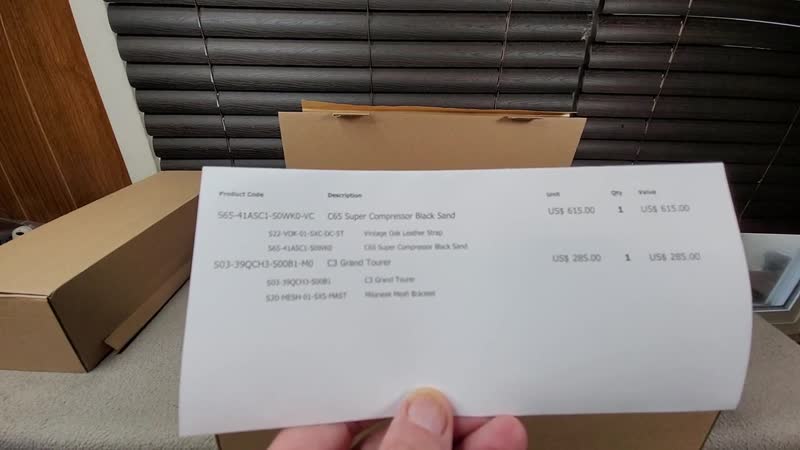 Product Code Description Unit Qty Value
S65-41ASC1-S0WK0-VC C65 Super Compressor Black Sand US$ 615.00 1 US$ 615.00
S22-VOK-01-SXC-DC-ST Vintage Oak Leather Strap
S65-41ASC1-S0WK0 C65 Super Compressor Black Sand
S03-39QCH3-S00B1-M0 C3 Grand Tourer US$ 285.00 1 US$ 285.00
S03-39QCH3-S00B1 C3 Grand Tourer
S20-MESH-01-SXS-MAST Milanese Mesh Bracelet